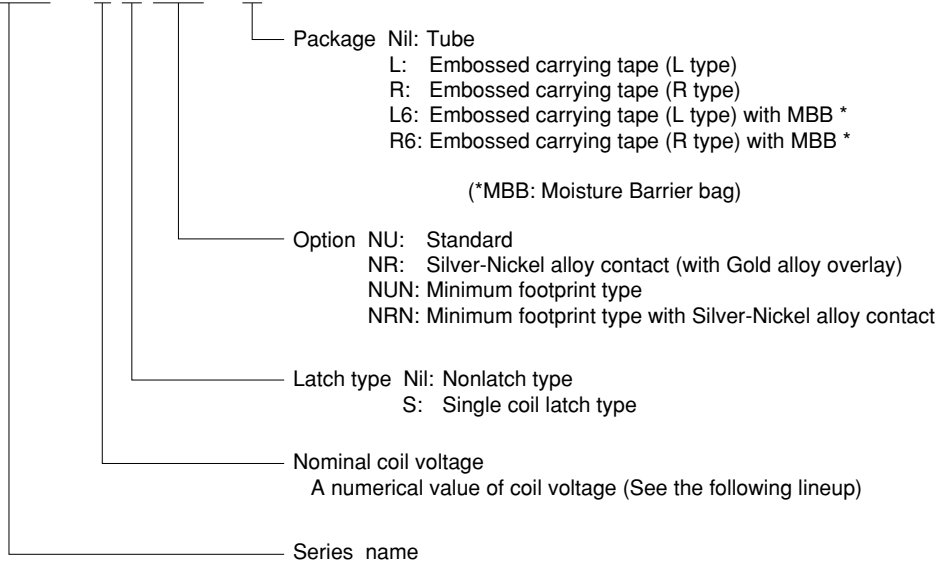 Package Nil: Tube
L: Embossed carrying tape (L type)
R: Embossed carrying tape (R type)
L6: Embossed carrying tape (L type) with MBB *
R6: Embossed carrying tape (R type) with MBB *
(*MBB: Moisture Barrier bag)
Option NU: Standard
NR: Silver-Nickel alloy contact (with Gold alloy overlay)
NUN: Minimum footprint type
NRN: Minimum footprint type with Silver-Nickel alloy contact
Latch type Nil: Nonlatch type
S: Single coil latch type
Nominal coil voltage
A numerical value of coil voltage (See the following lineup)
Series name